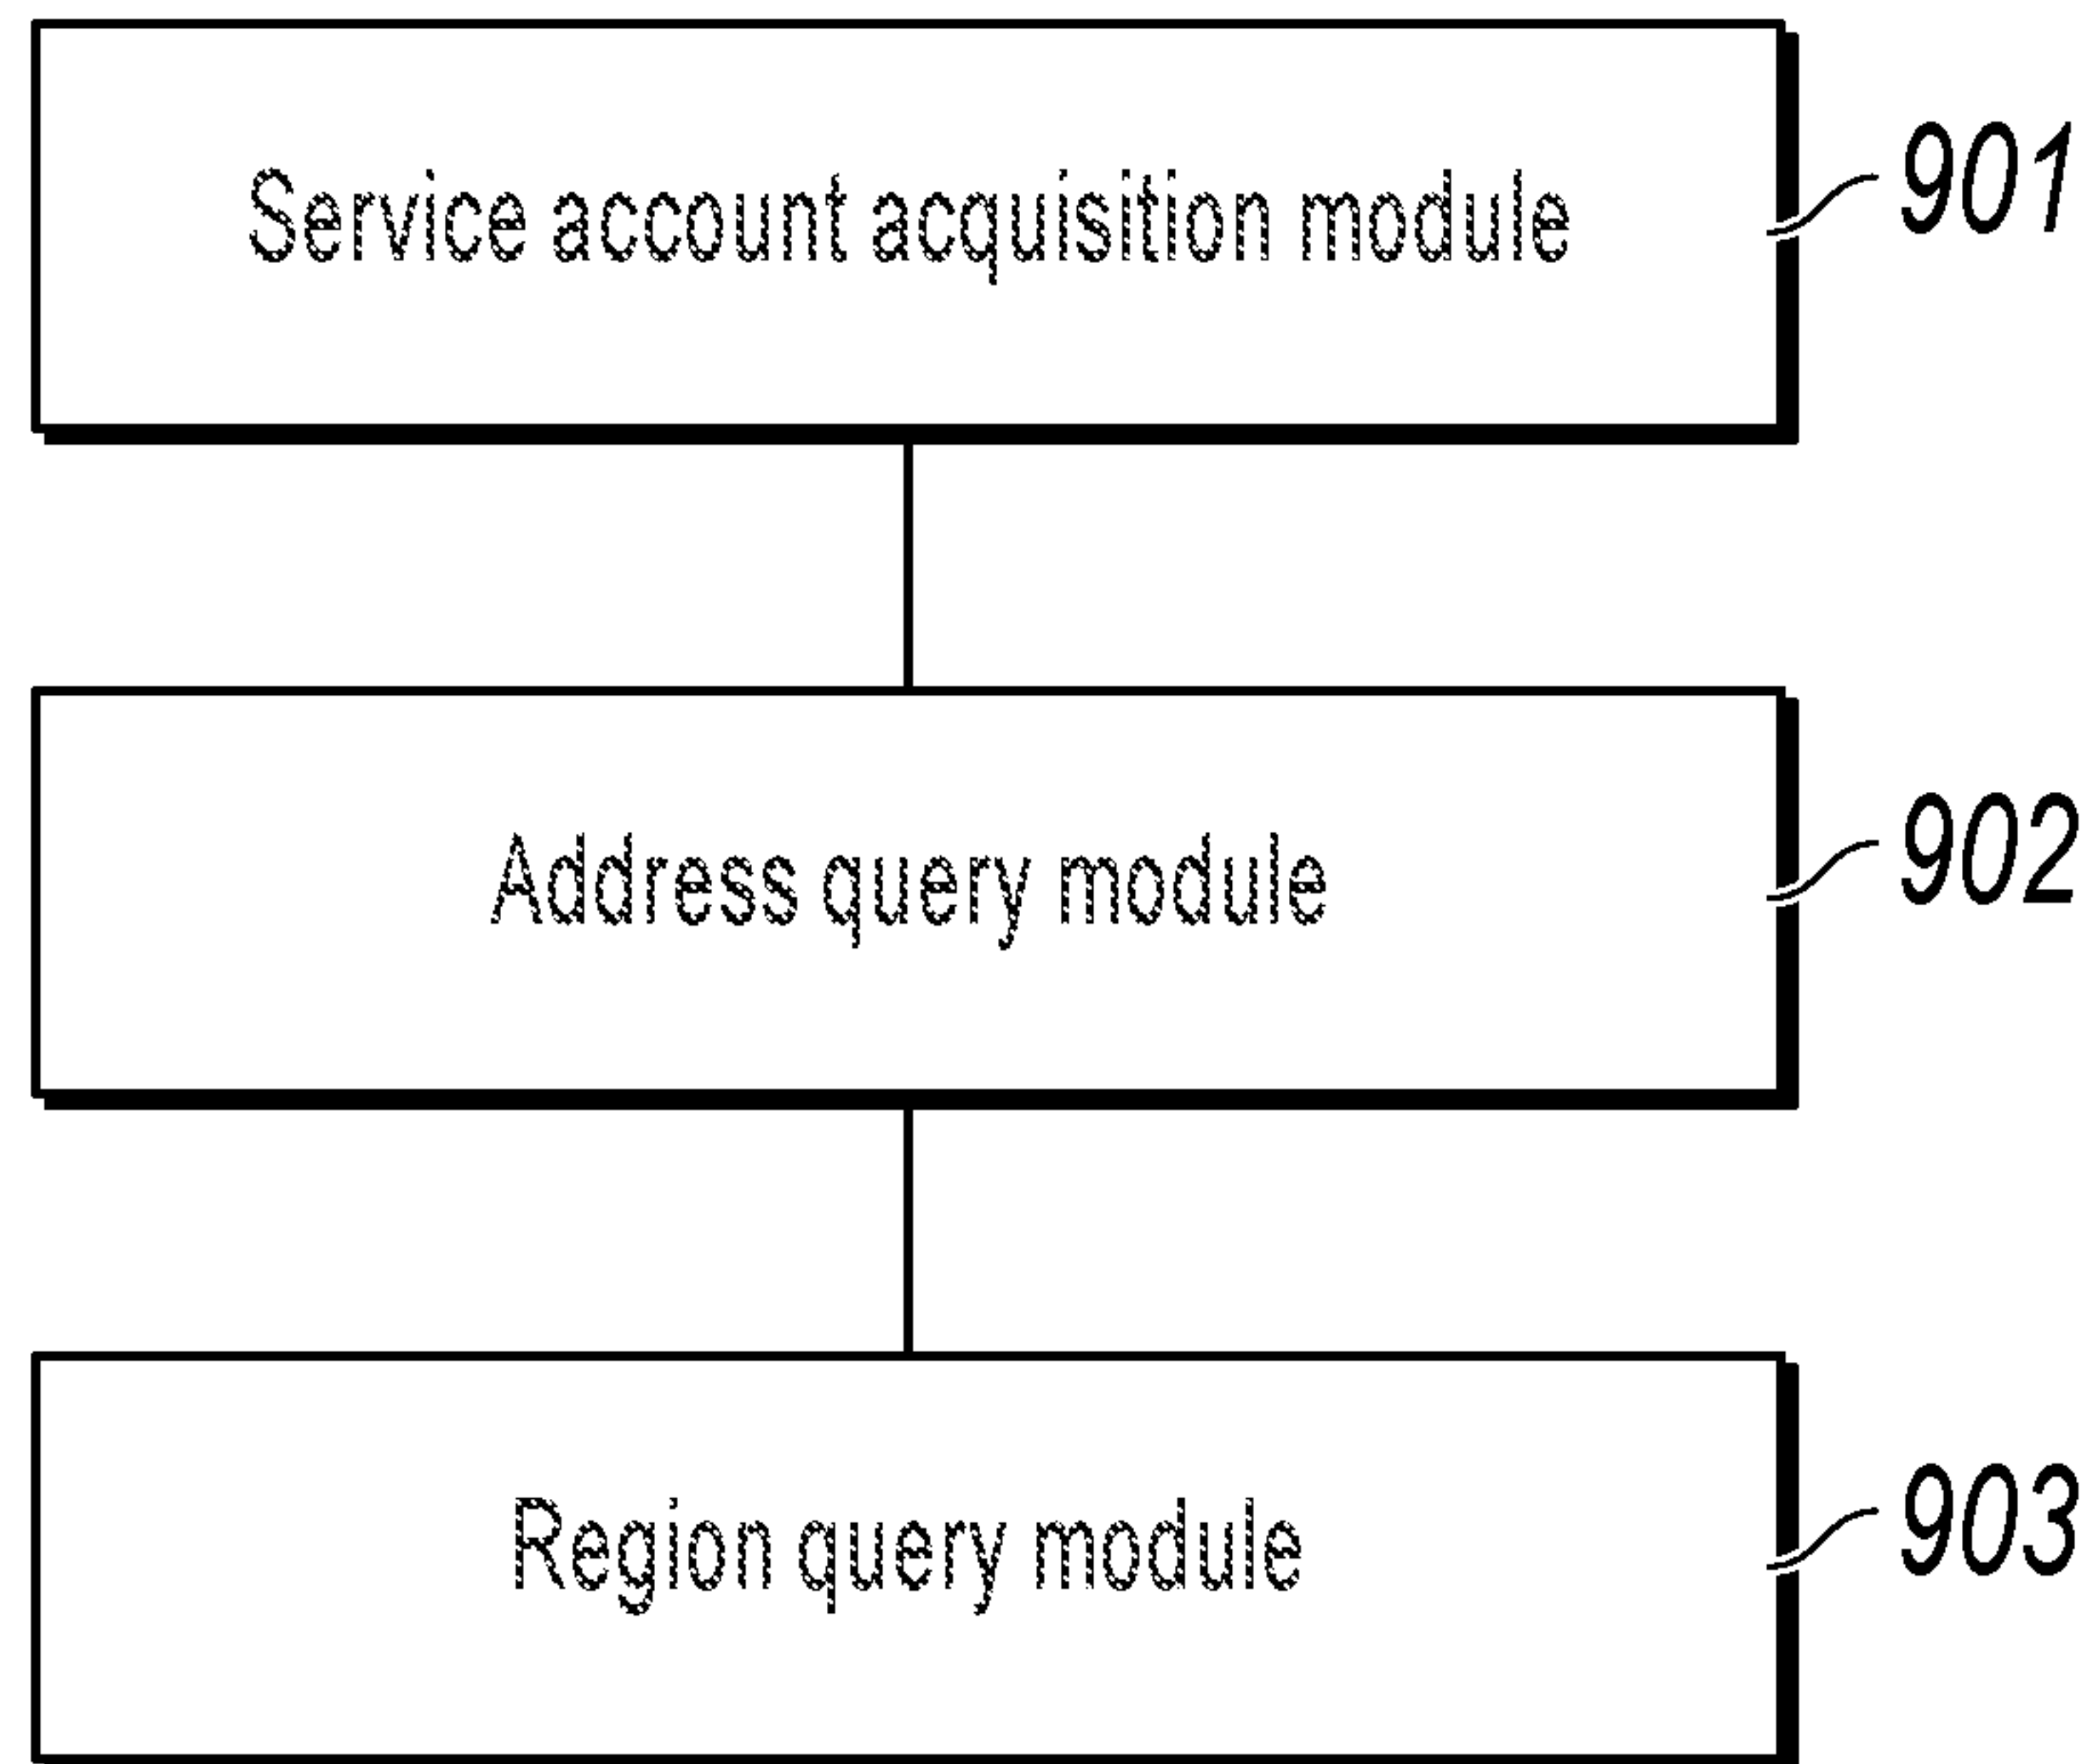 Service account acquisition module
901
Address query module
902
Region query module
903